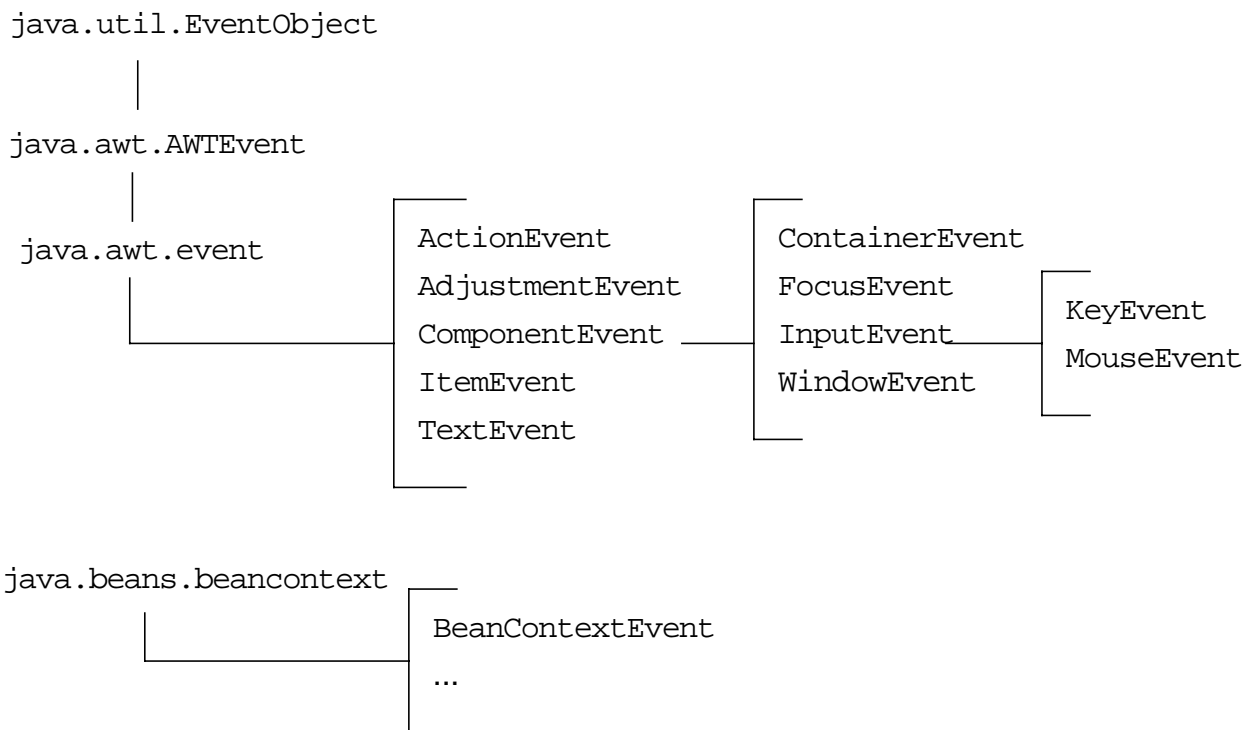 java.util.EventObject
java.awt.AWTEvent
java.awt.event
ActionEvent
AdjustmentEvent
ComponentEvent
ItemEvent
TextEvent
ContainerEvent
FocusEvent
InputEvent
WindowEvent
KeyEvent
MouseEvent
java.beans.beancontext
BeanContextEvent
...